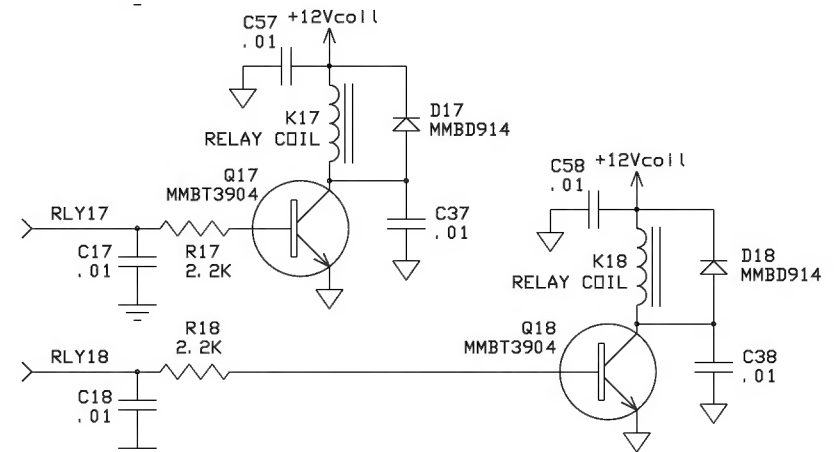 C57
.01
+12Vcoil
K17
RELAY COIL
D17
MMBD914
Q17
MMBT3904
RLY17
C17
.01
R17
2.2K
C37
.01
C58
.01
+12Vcoil
K18
RELAY COIL
D18
MMBD914
Q18
MMBT3904
R18
2.2K
RLY18
C18
.01
C38
.01